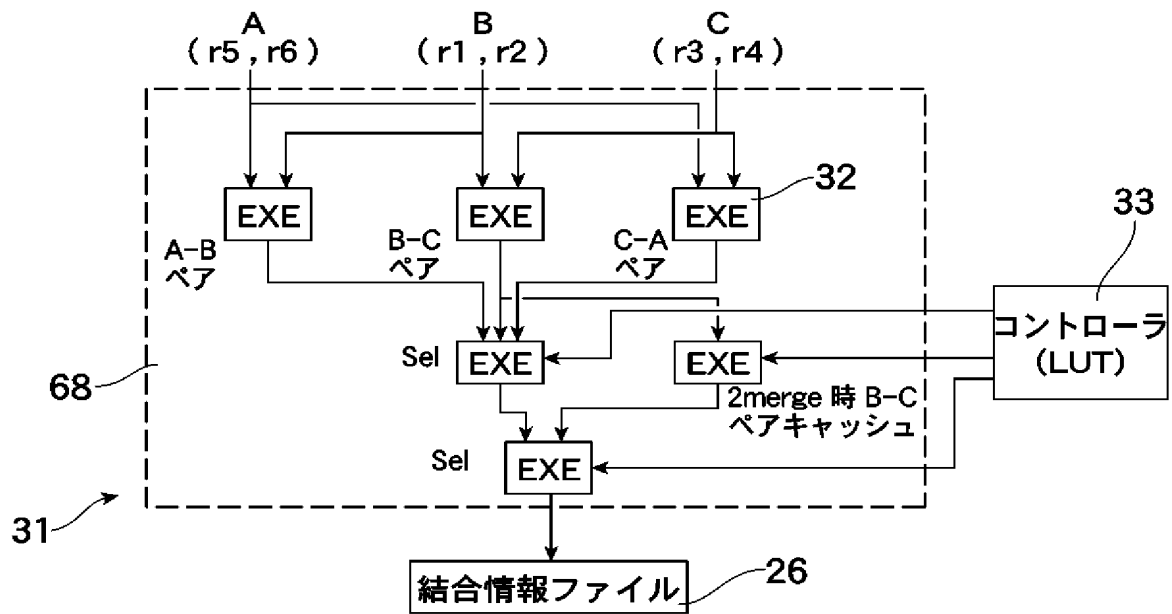 A
B
C
( r5 , r6 )
( r1 , r2 )
( r3 , r4 )
EXE
EXE
EXE
32
33
A-B
ペア
B-C
ペア
C-A
ペア
コントローラ
(LUT)
Sel
EXE
EXE
68
2merge 時 B-C
ペアキャッシュ
Sel
EXE
31
結合情報ファイル
26